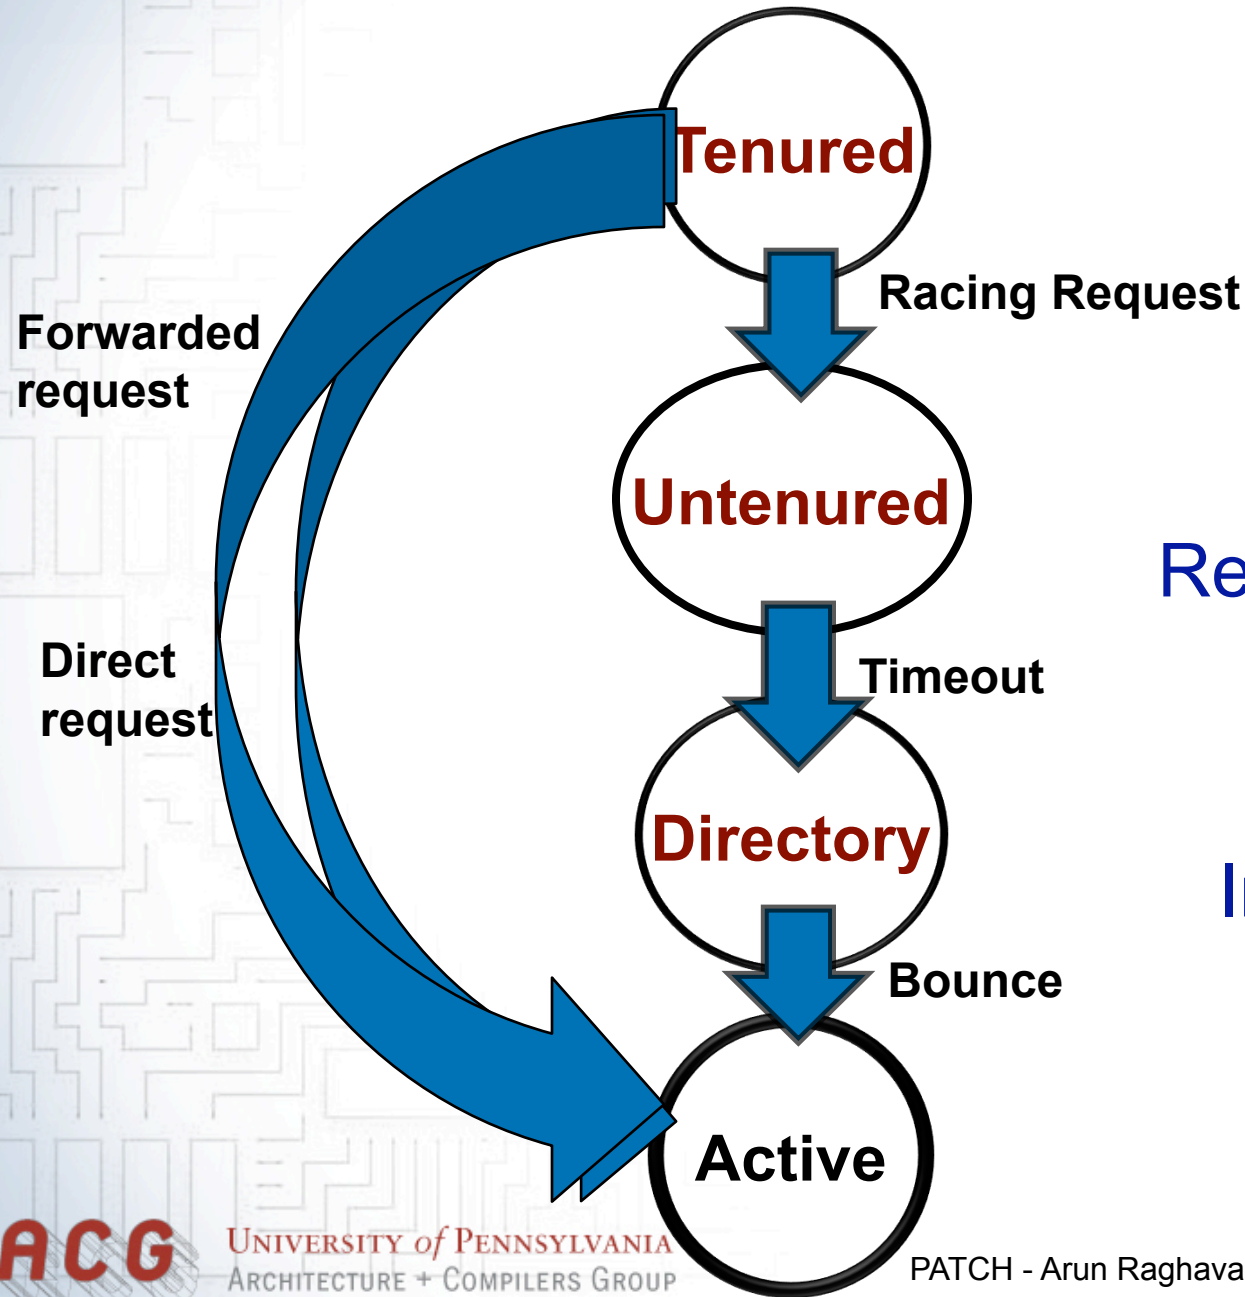 Tenured
Racing Request
Forwarded
request
Untenured
Direct
request
Timeout
Directory
Bounce
Active
ACG
UNIVERSITY of PENNSYLVANIA
ARCHITECTURE + COMPILERS GROUP
PATCH - Arun Raghava